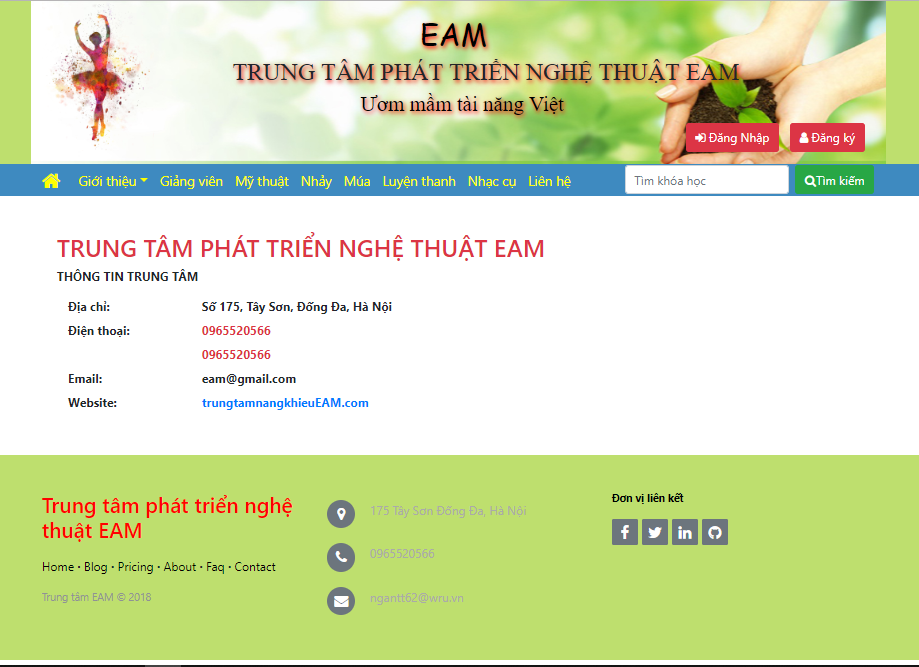 EAM
TRUNG TÂM PHÁT TRIỂN NGHỆ THUẬT EAM
Ươm mầm tài năng Việt
Đăng Nhập Đăng ký
Giới thiệu Giảng viên Mỹ thuật Nhảy Múa Luyện thanh Nhạc cụ Liên hệ Tìm khóa học Tìm kiếm
TRUNG TÂM PHÁT TRIỂN NGHỆ THUẬT EAM
THÔNG TIN TRUNG TÂM
Địa chỉ: Số 175, Tây Sơn, Đống Đa, Hà Nội
Điện thoại: 0965520566
0965520566
Email: eam@gmail.com
Website: trungtamnangkhieuEAM.com
Trung tâm phát triển nghệ
thuật EAM
Home · Blog · Pricing · About · Faq · Contact
Trung tâm EAM © 2018
175 Tây Sơn Đống Đa, Hà Nội
0965520566
ngantt62@wru.vn
Đơn vị liên kết